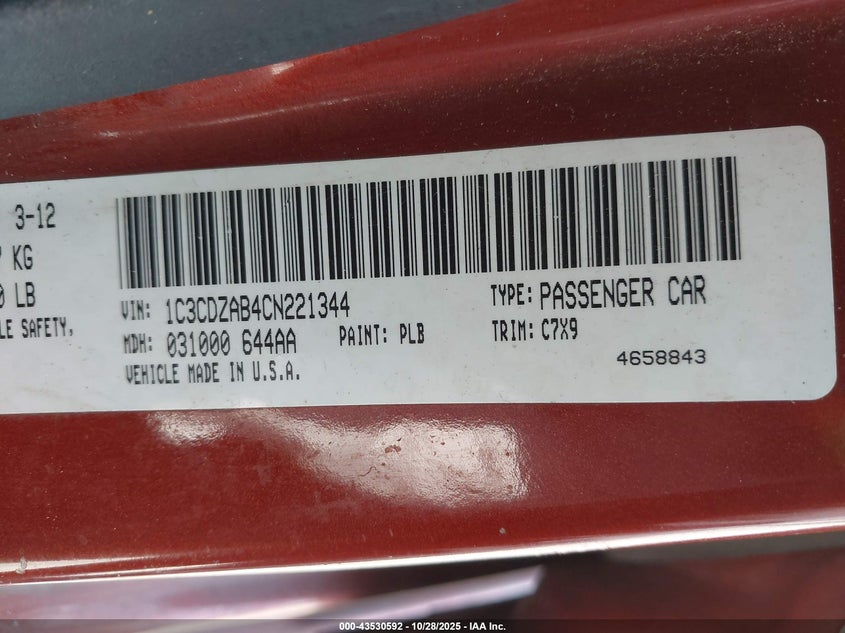 3-12
KG
LB
LE SAFETY,
VIN: 1C3CDZAB4CN221344 TYPE: PASSENGER CAR
MDH: 031000 644AA PAINT: PLB TRIM: C7X9
VEHICLE MADE IN U.S.A. 4658843
000-43530592 - 10/28/2025 - IAA Inc.